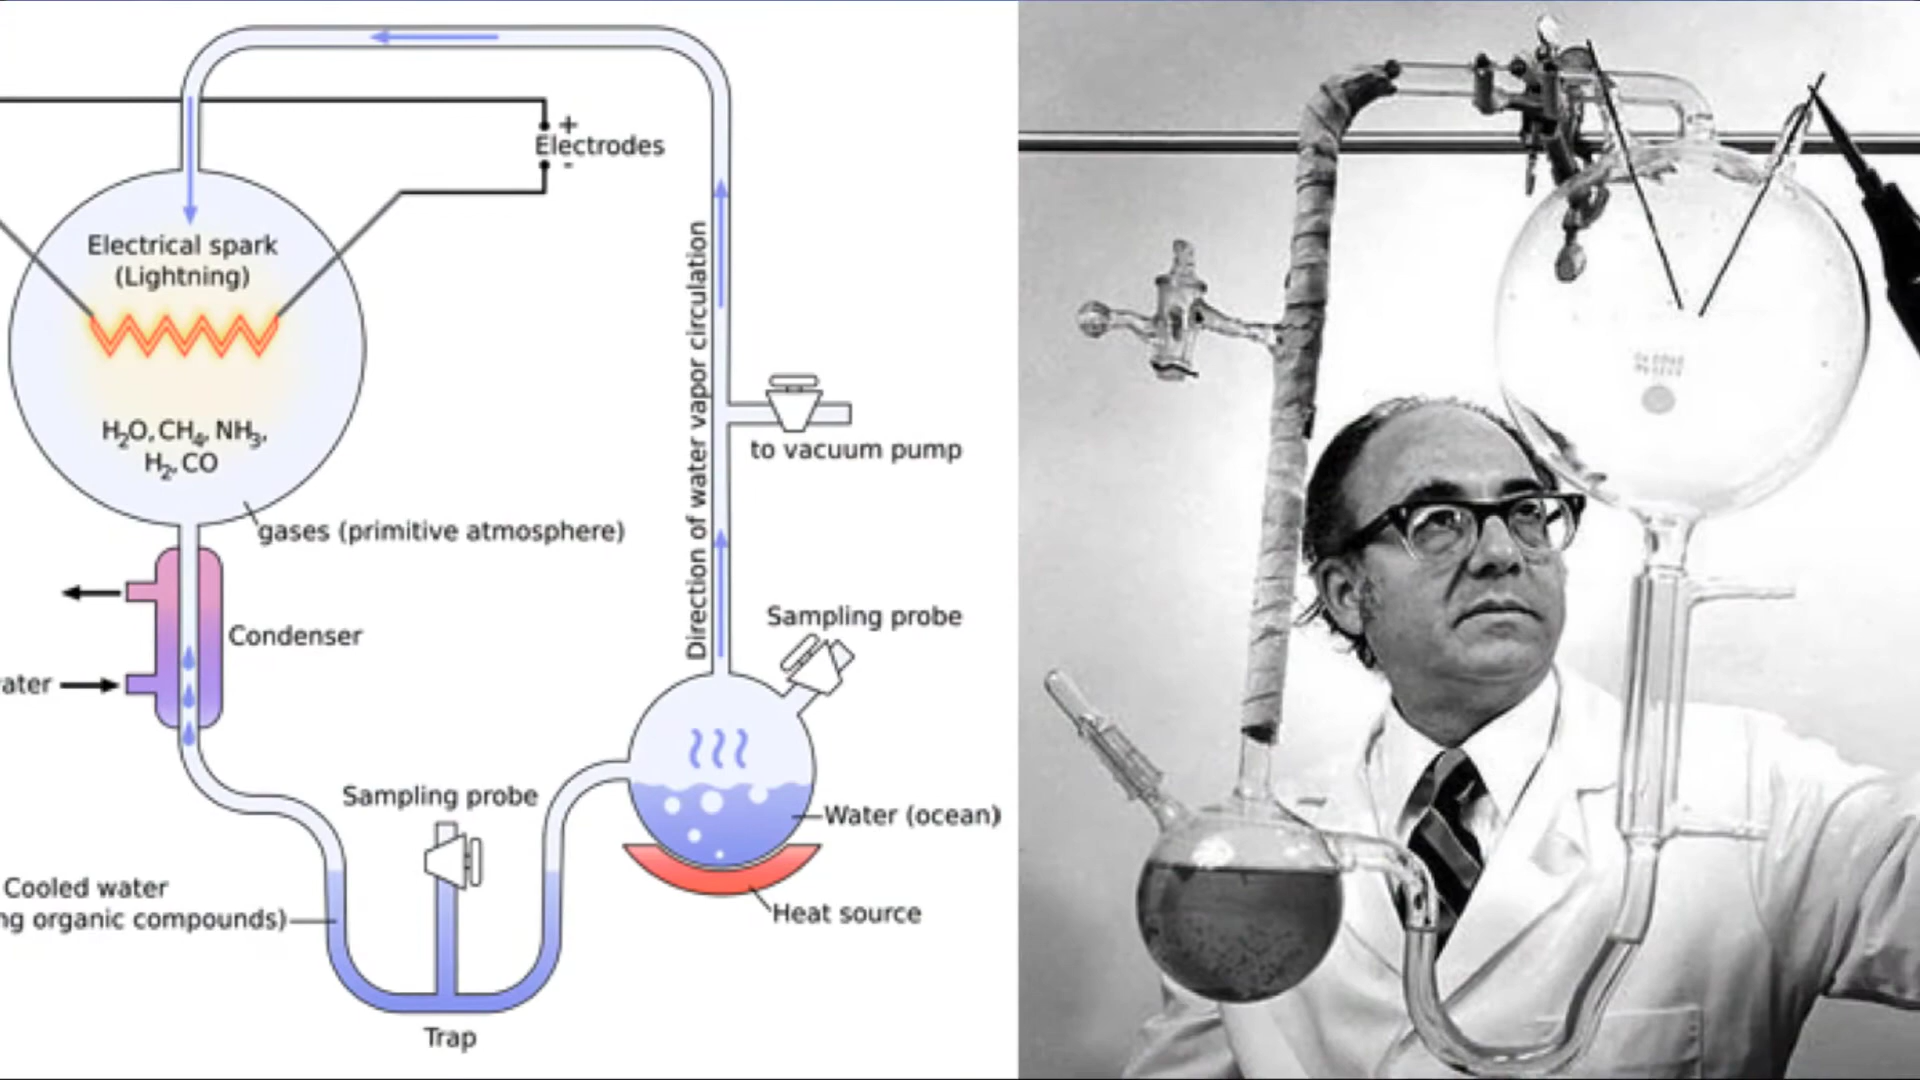 +
Electrodes
-
Electrical spark
(Lightning)
H₂O, CH₄, NH₃,
H₂, CO
gases (primitive atmosphere)
Direction of water vapor circulation
to vacuum pump
Condenser
ater
Sampling probe
Sampling probe
Water (ocean)
Heat source
Cooled water
ng organic compounds)
Trap